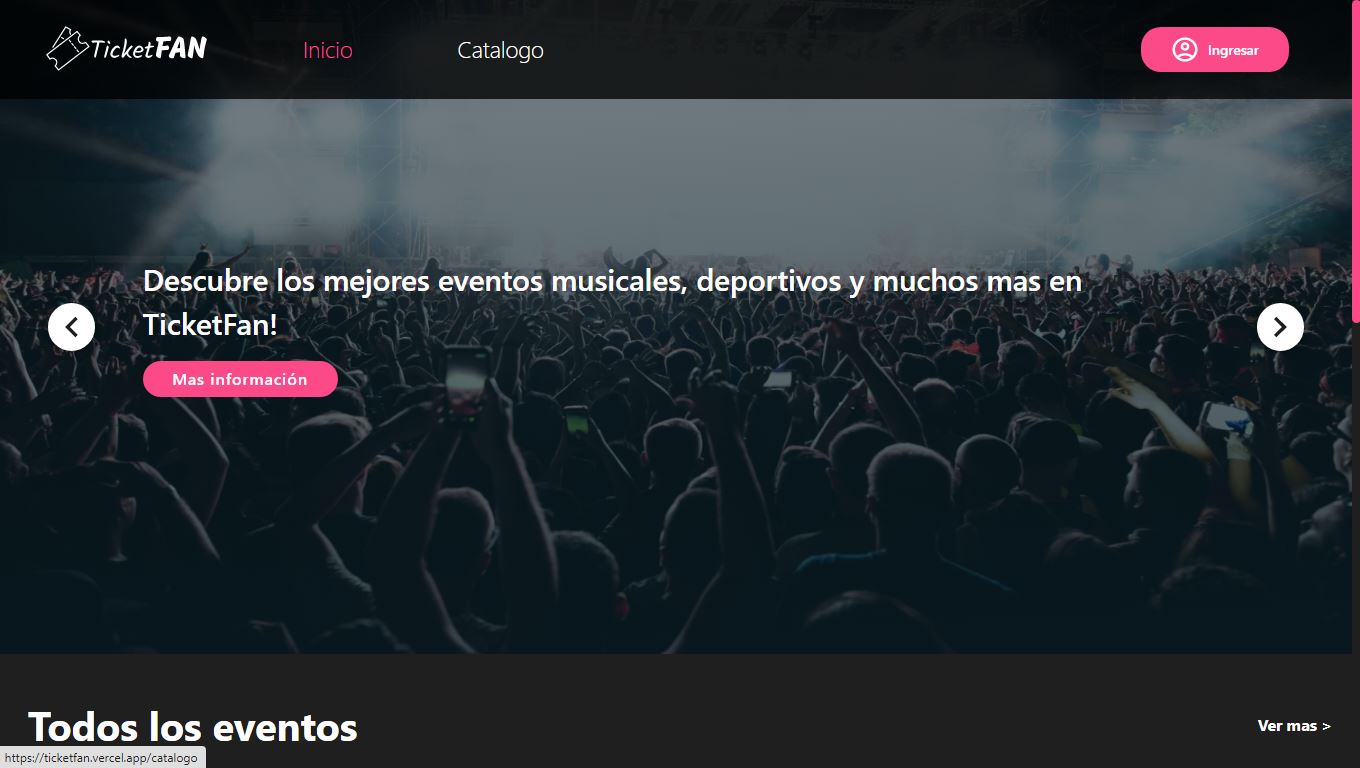 TicketFAN
Inicio
Catalogo
Ingresar
Descubre los mejores eventos musicales, deportivos y muchos mas en
TicketFan!
Mas información
Todos los eventos
Ver mas >
https://ticketfan.vercel.app/catalogo